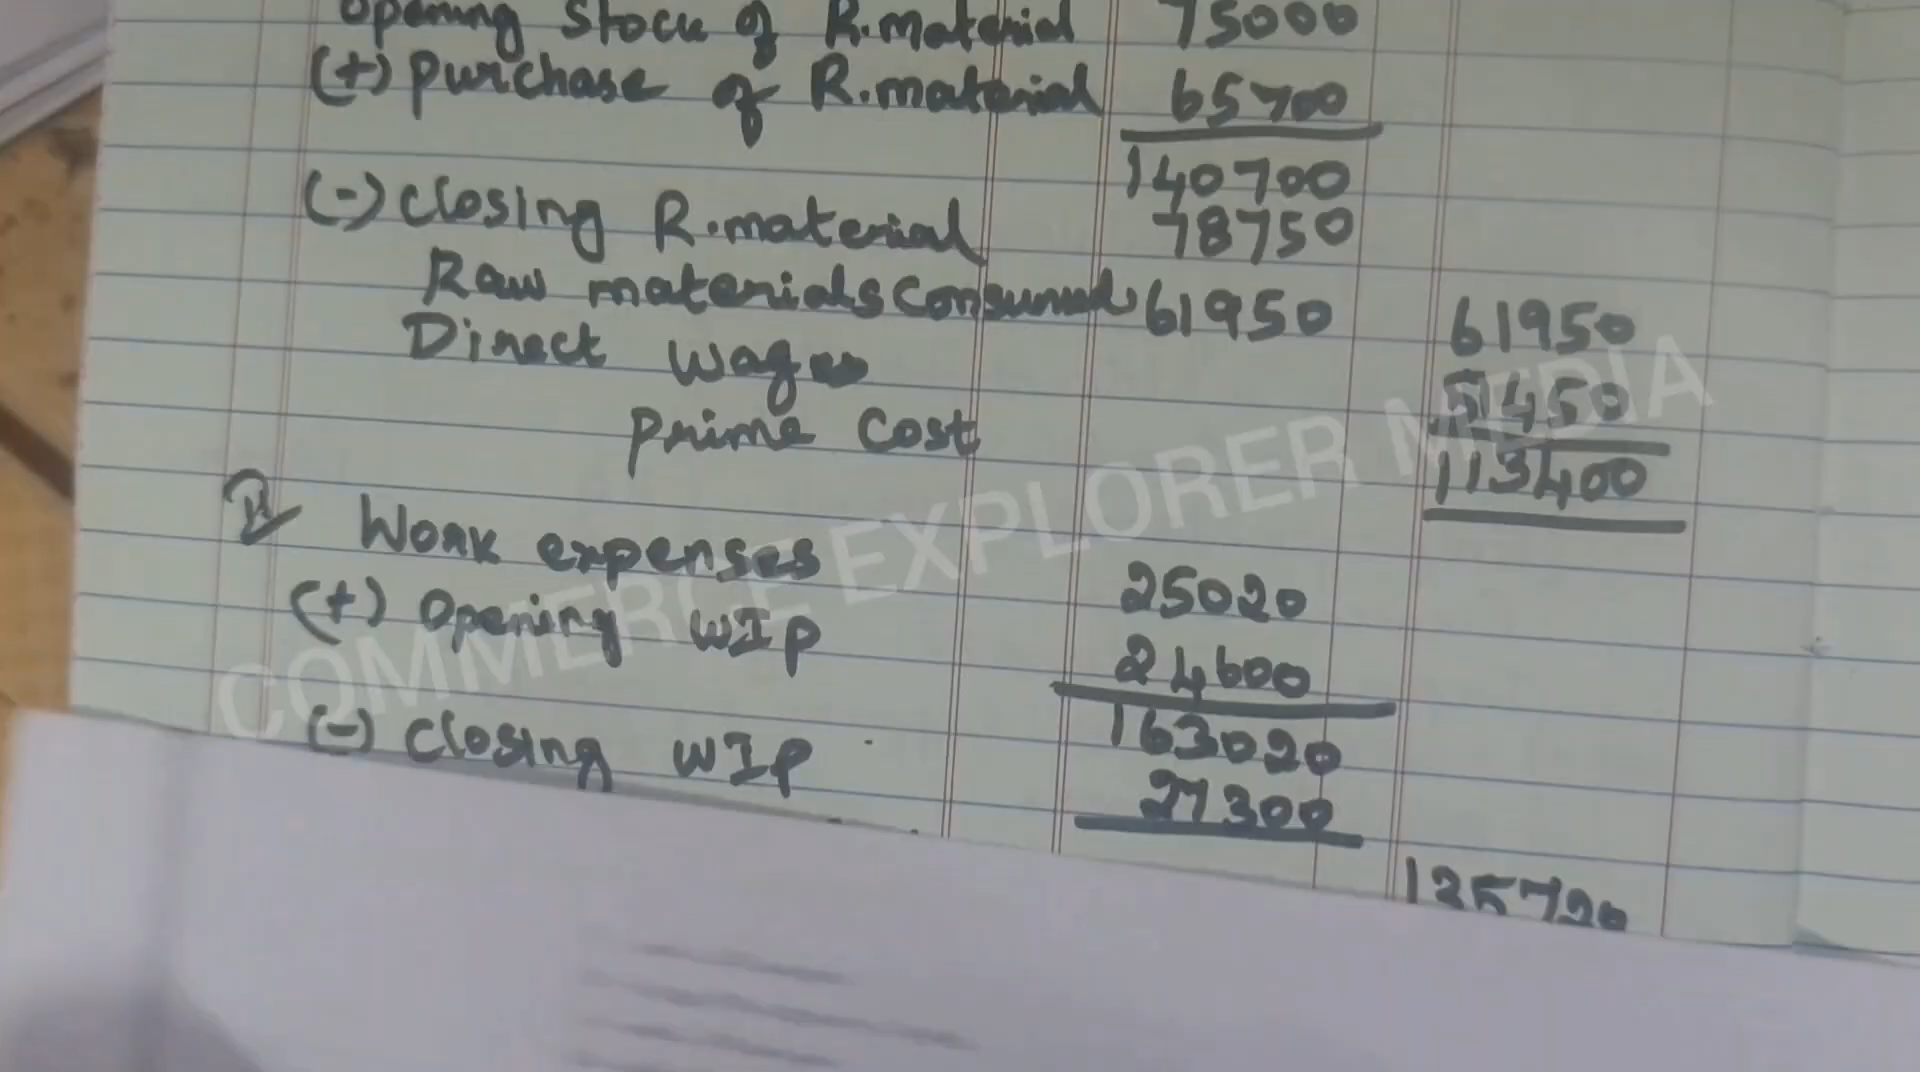 Opening Stock of R.material 75000
(+) purchase of R.material 65700
140700
(-) closing R.material 78750
Raw materials Consumed 61950 61950
Direct wages 51450
prime cost 113400
Work expenses 25020
(+) Opening WIP 24600
163020
(-) closing WIP 27300
135720
COMMERCE EXPLORER MEDIA